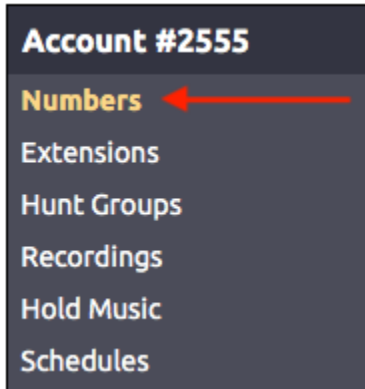 Account #2555
Numbers
Extensions
Hunt Groups
Recordings
Hold Music
Schedules